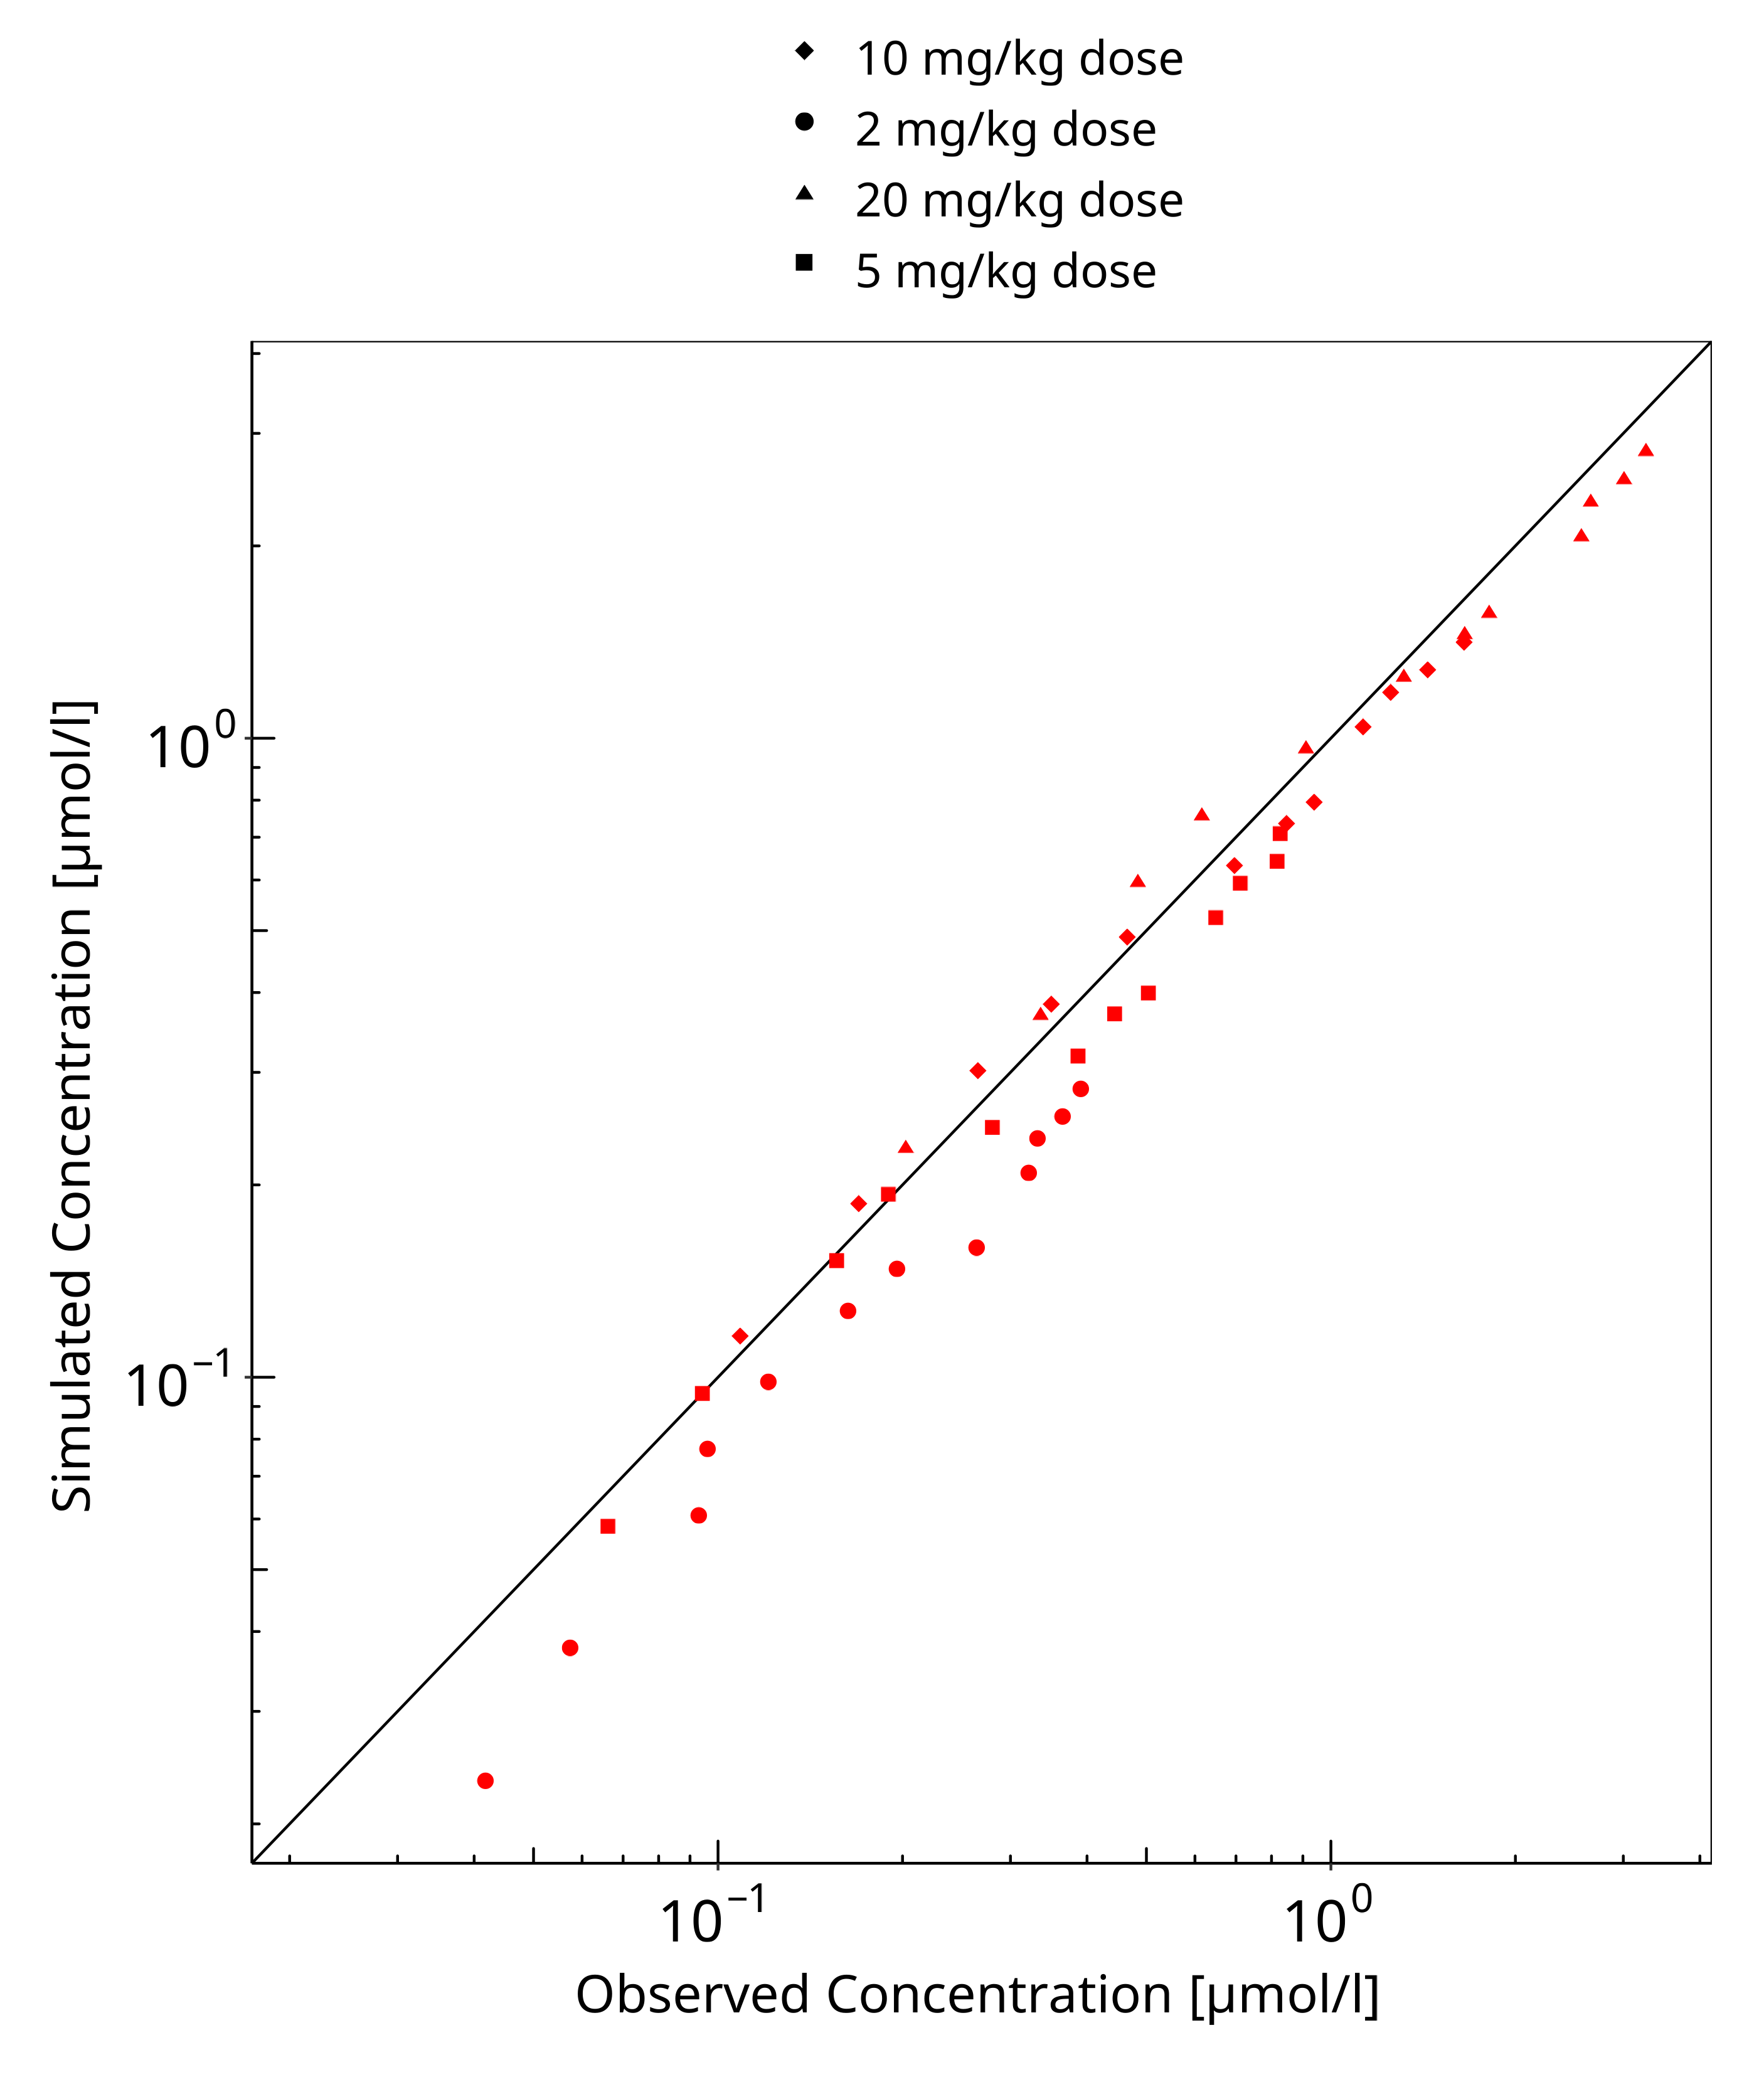 10 mg/kg dose
2 mg/kg dose
20 mg/kg dose
5 mg/kg dose
Simulated Concentration [µmol/l]
10⁰
10⁻¹
10⁻¹
10⁰
Observed Concentration [µmol/l]